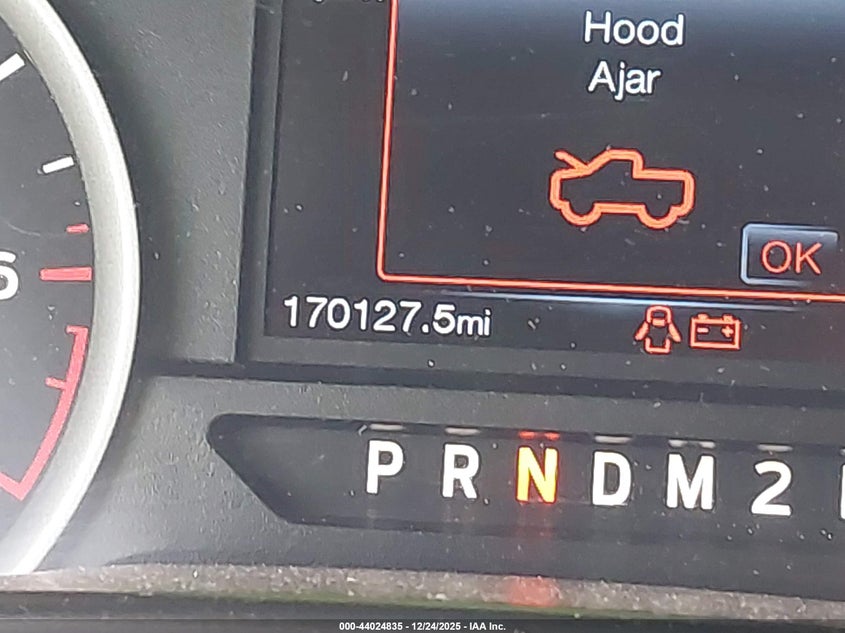 Hood
Ajar
OK
170127.5mi
P R N D M 2
000-44024835 - 12/24/2025 - IAA Inc.